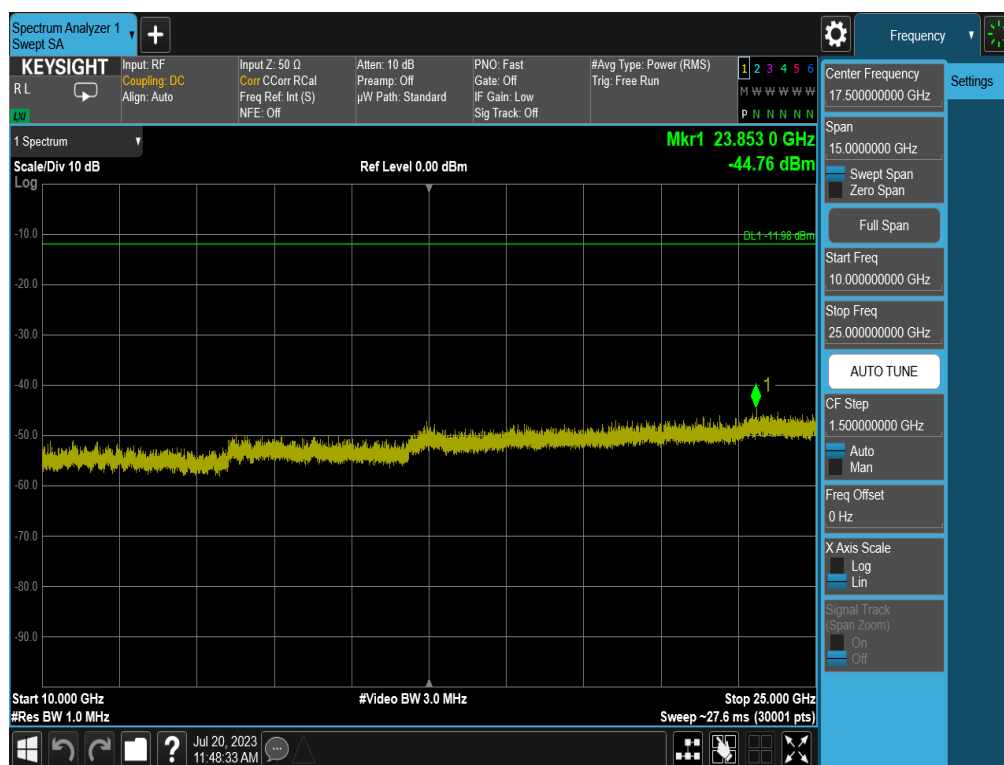 Spectrum Analyzer 1
Swept SA
+
Frequency
KEYSIGHT
R L
LXI
Input: RF
Coupling: DC
Align: Auto
Input Z: 50 Ω
Corr CCorr RCal
Freq Ref: Int (S)
NFE: Off
Atten: 10 dB
Preamp: Off
µW Path: Standard
PNO: Fast
Gate: Off
IF Gain: Low
Sig Track: Off
#Avg Type: Power (RMS)
Trig: Free Run
1 2 3 4 5 6
M W W W W W
P N N N N N
1 Spectrum
Scale/Div 10 dB
Log
Ref Level 0.00 dBm
Mkr1 23.853 0 GHz
-44.76 dBm
DL1 -11.98 dBm
-10.0
-20.0
-30.0
-40.0
-50.0
-60.0
-70.0
-80.0
-90.0
1
Start 10.000 GHz
#Res BW 1.0 MHz
#Video BW 3.0 MHz
Stop 25.000 GHz
Sweep ~27.6 ms (30001 pts)
Center Frequency
17.500000000 GHz
Settings
Span
15.0000000 GHz
Swept Span
Zero Span
Full Span
Start Freq
10.000000000 GHz
Stop Freq
25.000000000 GHz
AUTO TUNE
CF Step
1.500000000 GHz
Auto
Man
Freq Offset
0 Hz
X Axis Scale
Log
Lin
Signal Track
(Span Zoom)
On
Off
?
Jul 20, 2023
11:48:33 AM